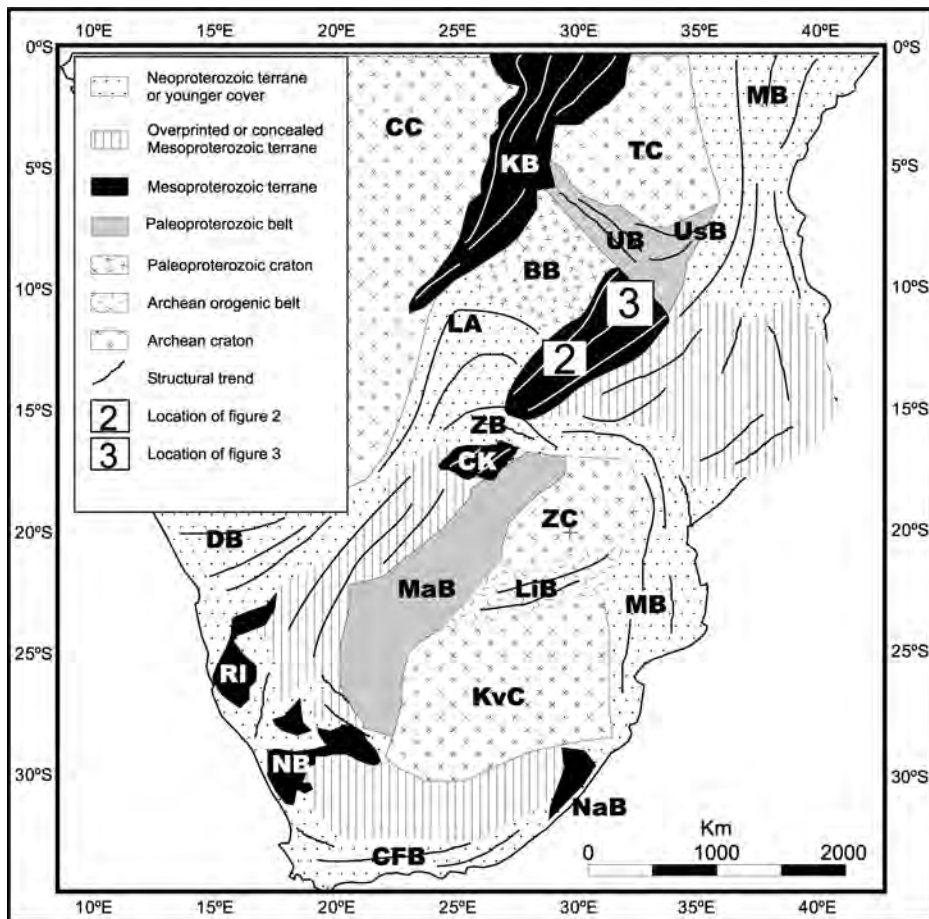 10ºE 15ºE 20ºE 25ºE 30ºE 35ºE 40ºE
0ºS 0ºS
Neoproterozoic terrane
or younger cover
Overprinted or concealed
Mesoproterozoic terrane
Mesoproterozoic terrane
Paleoproterozoic belt
Paleoproterozoic craton
Archean orogenic belt
Archean craton
Structural trend
2 Location of figure 2
3 Location of figure 3
MB
CC
TC
KB
5ºS 5ºS
UB UsB
BB
10ºS 10ºS
3
LA
2
15ºS 15ºS
ZB
CK
ZC
20ºS 20ºS
DB
MaB LiB MB
25ºS 25ºS
RI
KvC
NB
30ºS 30ºS
NaB
Km
CFB
0 1000 2000
10ºE 15ºE 20ºE 25ºE 30ºE 35ºE 40ºE